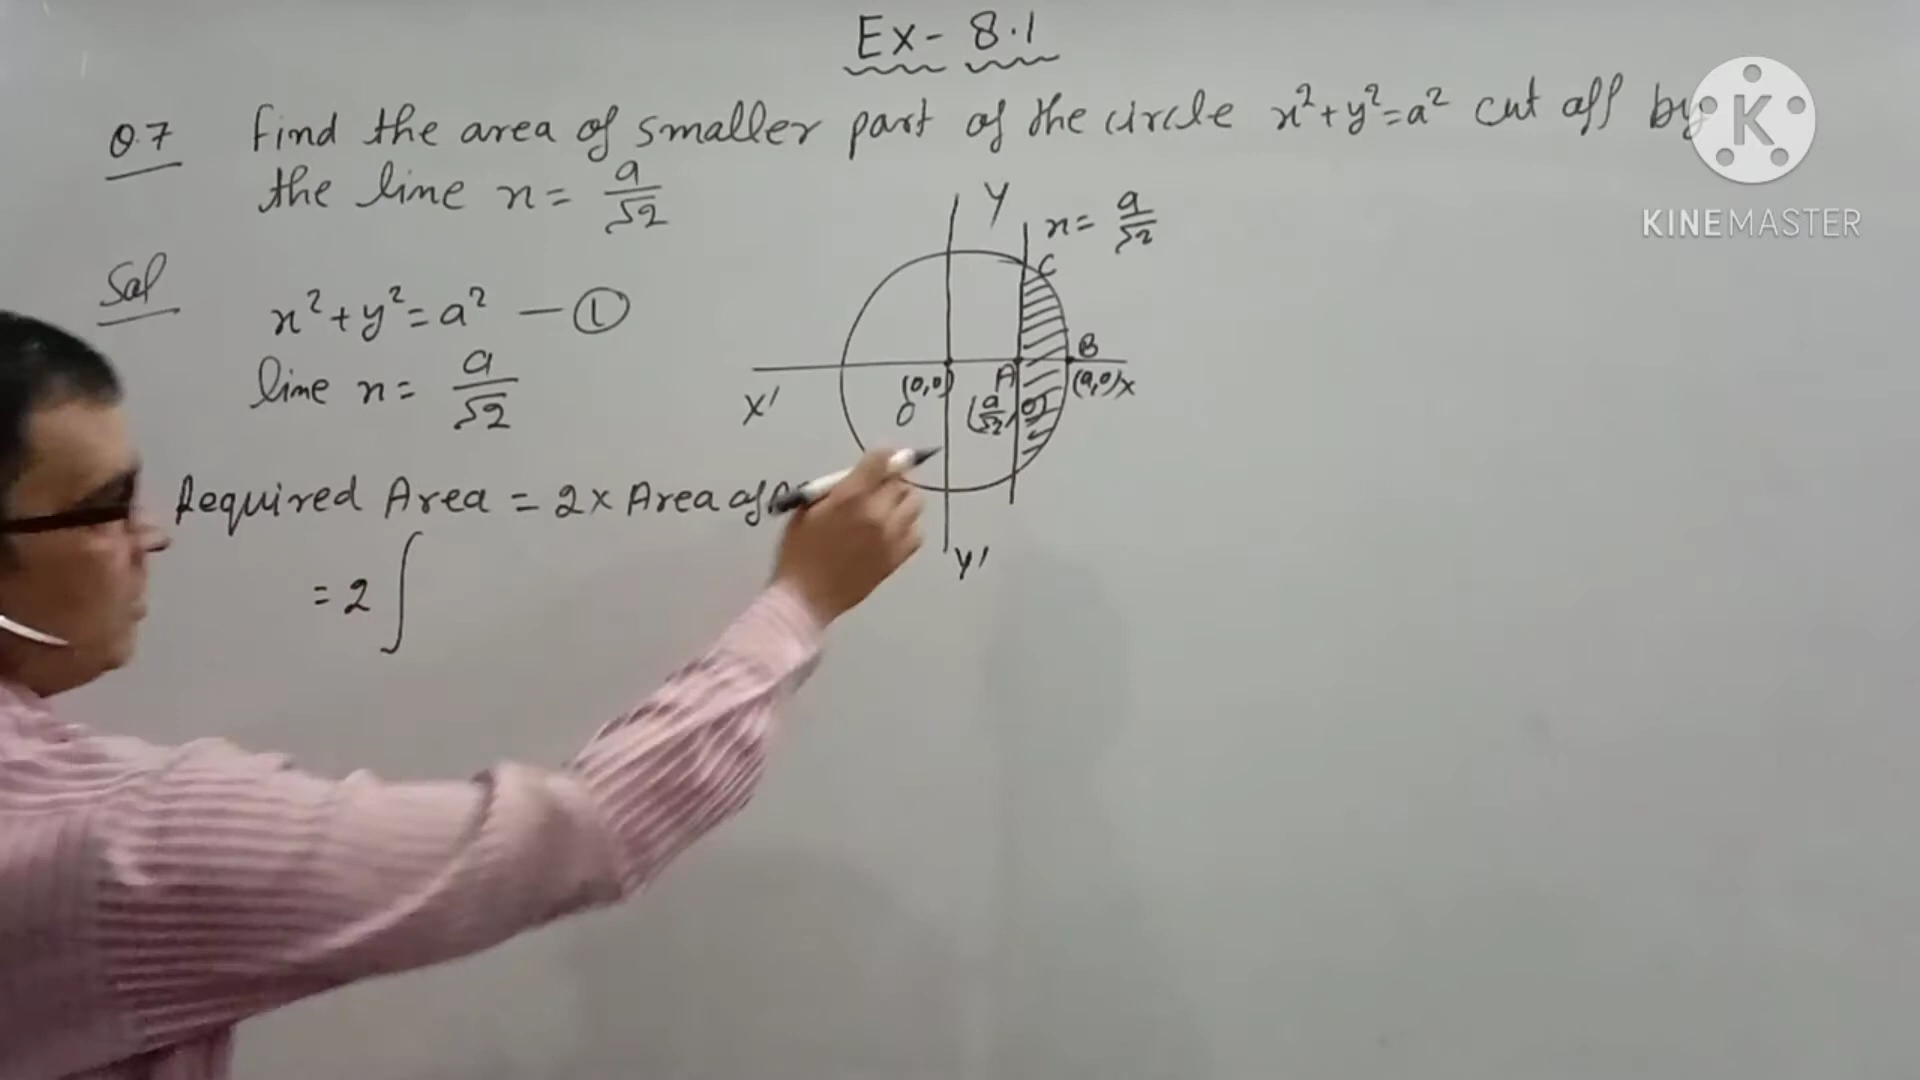 Ex- 8.1
Q.7 Find the area of smaller part of the circle x²+y²=a² cut off by
the line x= a/√2
Sol
x²+y²=a² — ①
line x= a/√2
Required Area = 2× Area of
= 2 ∫
Y
x= a/√2
C
B
(0,0)
O
A
(a/√2, 0)
(a,0) X
X'
Y'
K
KINEMASTER